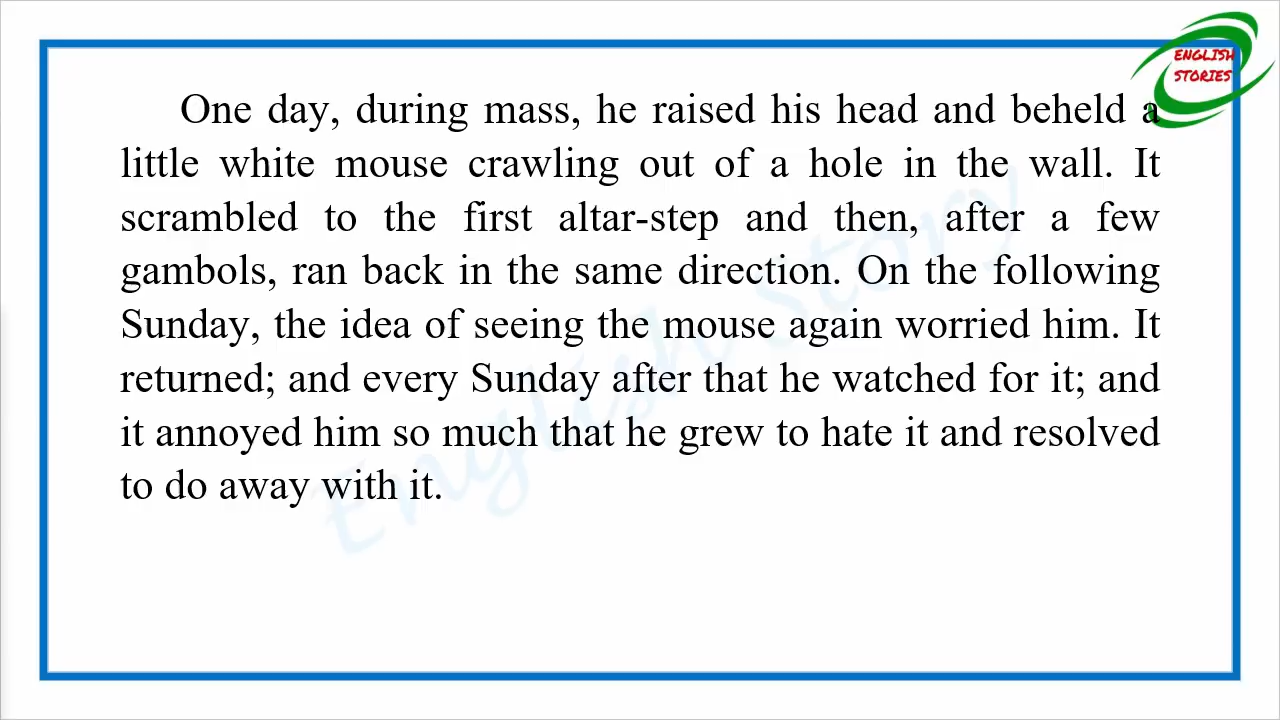 ENGLISH
STORIES
One day, during mass, he raised his head and beheld a
little white mouse crawling out of a hole in the wall. It
scrambled to the first altar-step and then, after a few
gambols, ran back in the same direction. On the following
Sunday, the idea of seeing the mouse again worried him. It
returned; and every Sunday after that he watched for it; and
it annoyed him so much that he grew to hate it and resolved
to do away with it.
English Story